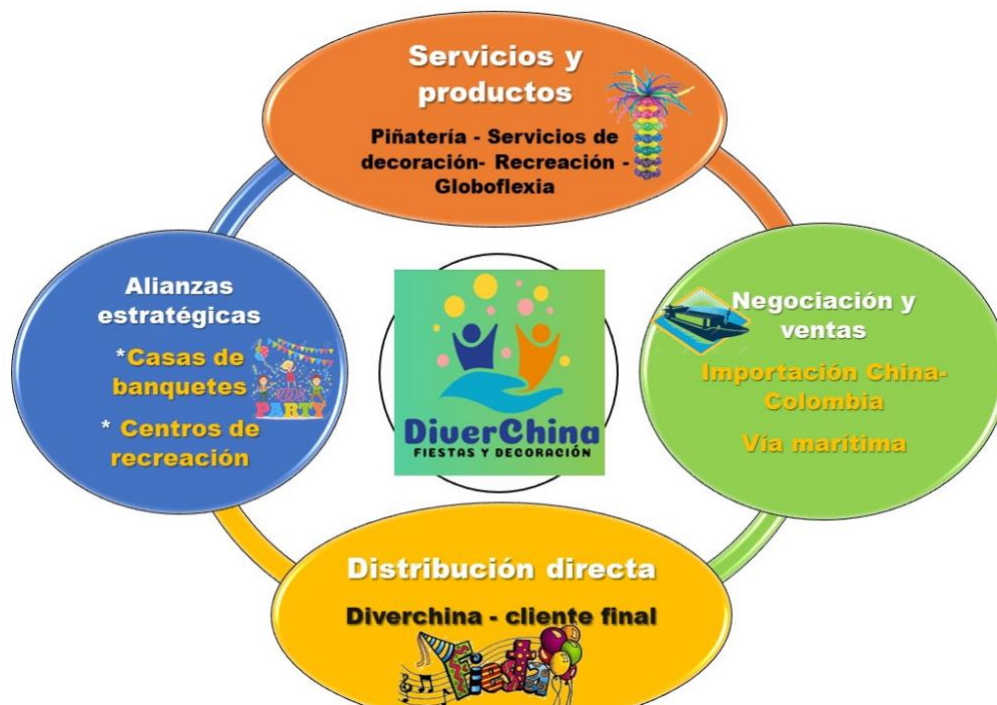 Servicios y
productos
Piñatería - Servicios de
decoración- Recreación -
Globoflexia
Alianzas
estratégicas
*Casas de
banquetes
* Centros de
recreación
PARTY
DiverChina
FIESTAS Y DECORACIÓN
Negociación y
ventas
Importación China-
Colombia
Via marítima
Distribución directa
Diverchina - cliente final
Fiesta